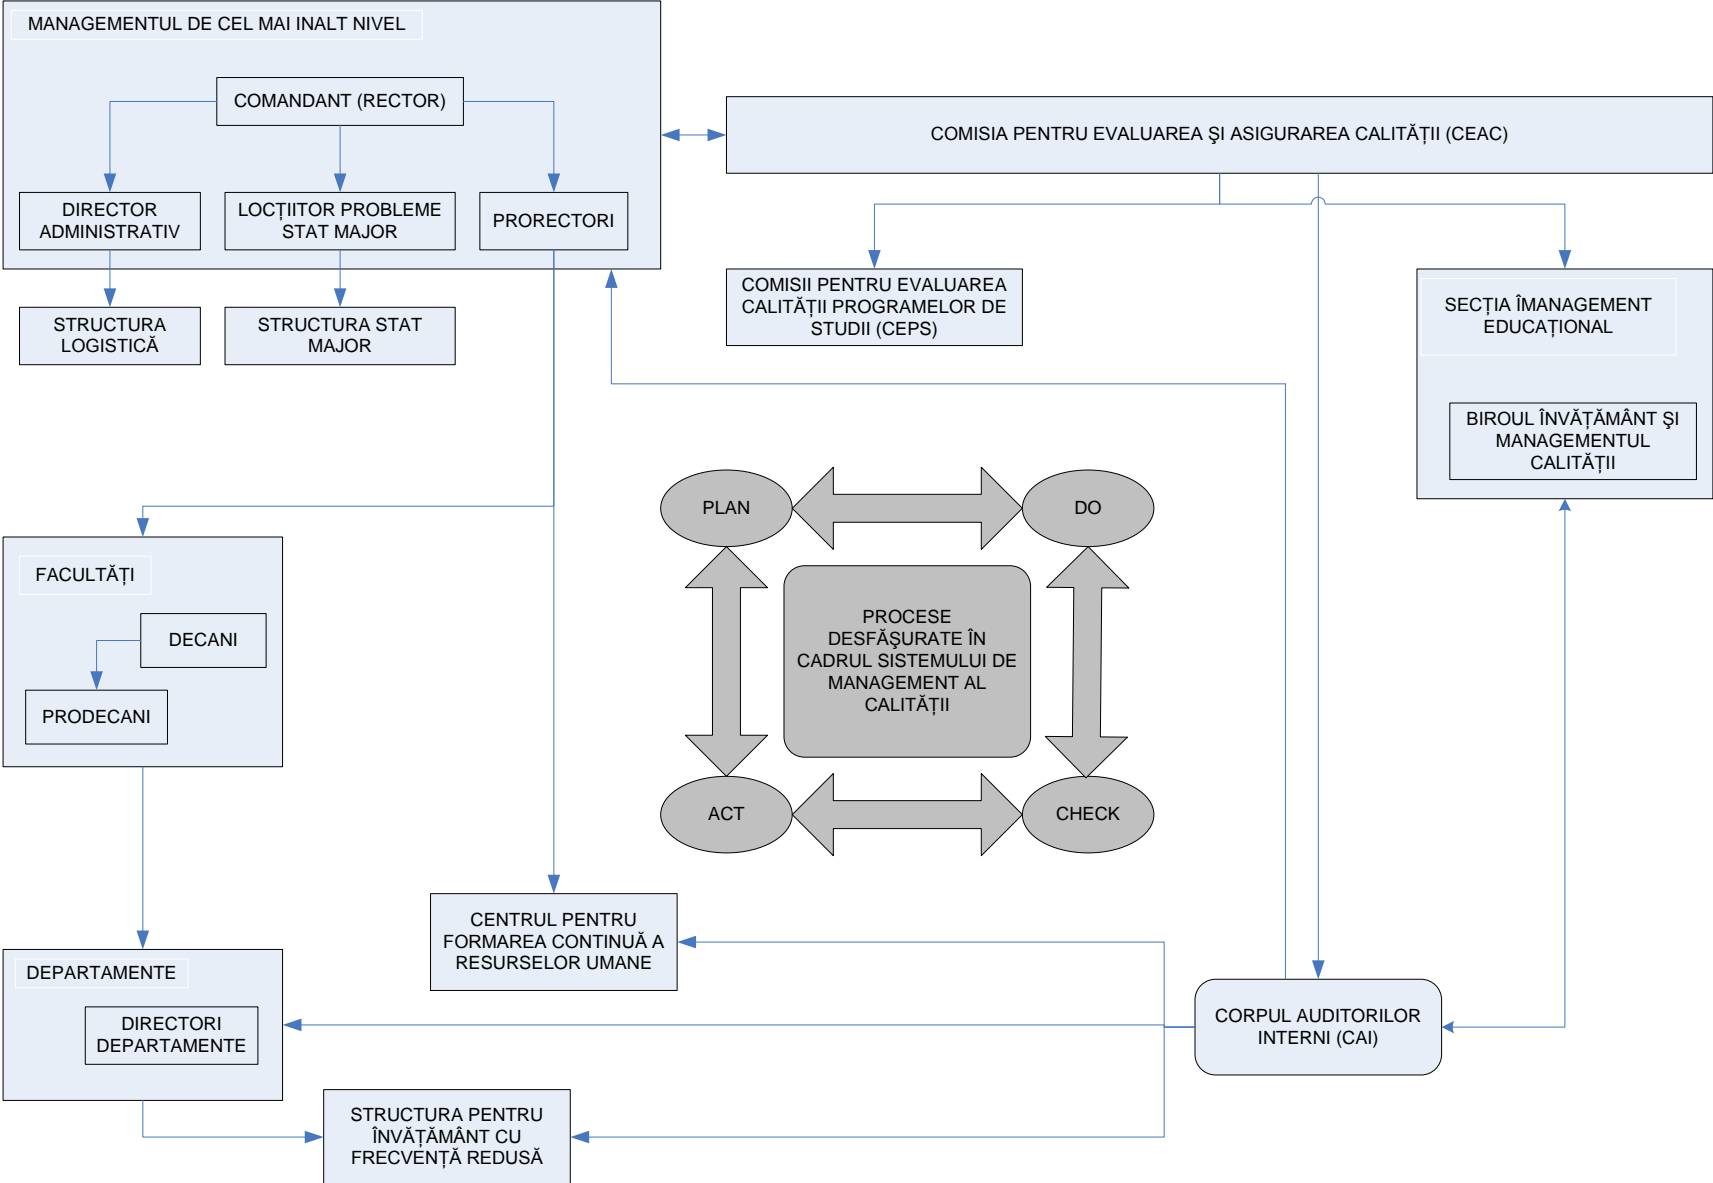 MANAGEMENTUL DE CEL MAI INALT NIVEL
COMANDANT (RECTOR)
DIRECTOR
ADMINISTRATIV
LOCȚIITOR PROBLEME
STAT MAJOR
PRORECTORI
STRUCTURA
LOGISTICĂ
STRUCTURA STAT
MAJOR
COMISIA PENTRU EVALUAREA ŞI ASIGURAREA CALITĂȚII (CEAC)
COMISII PENTRU EVALUAREA
CALITĂȚII PROGRAMELOR DE
STUDII (CEPS)
SECȚIA ÎMANAGEMENT
EDUCAȚIONAL
BIROUL ÎNVĂȚĂMÂNT ŞI
MANAGEMENTUL
CALITĂȚII
PLAN
DO
PROCESE
DESFĂŞURATE ÎN
CADRUL SISTEMULUI DE
MANAGEMENT AL
CALITĂȚII
ACT
CHECK
FACULTĂȚI
DECANI
PRODECANI
CENTRUL PENTRU
FORMAREA CONTINUĂ A
RESURSELOR UMANE
DEPARTAMENTE
DIRECTORI
DEPARTAMENTE
CORPUL AUDITORILOR
INTERNI (CAI)
STRUCTURA PENTRU
ÎNVĂȚĂMÂNT CU
FRECVENȚĂ REDUSĂ